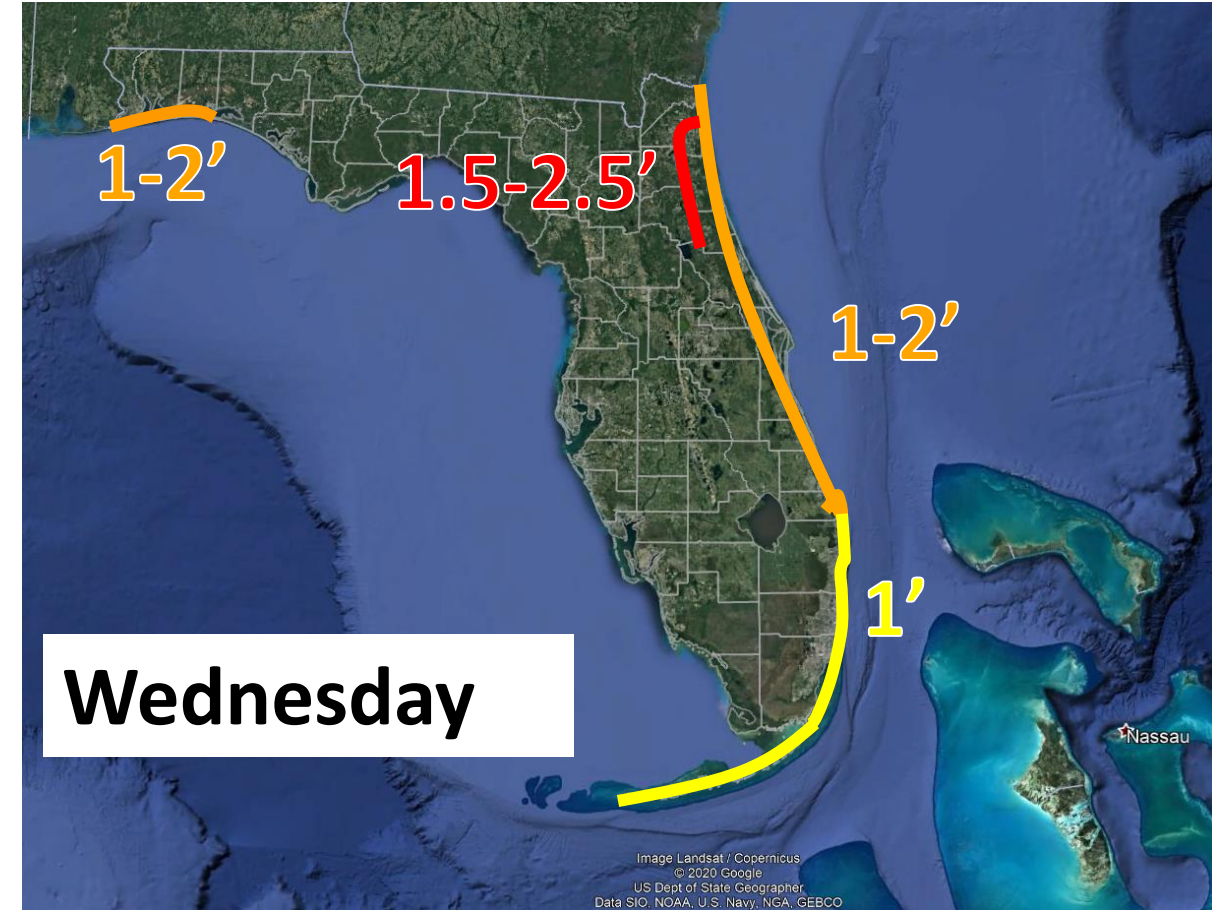 1-2’
1.5-2.5’
1-2’
1’
Wednesday
Nassau
Image Landsat / Copernicus
© 2020 Google
US Dept of State Geographer
Data SIO, NOAA, U.S. Navy, NGA, GEBCO